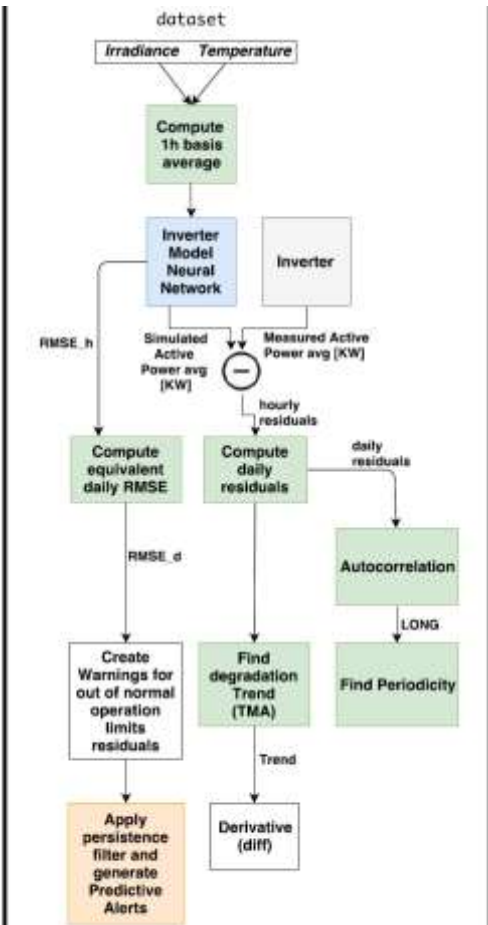 dataset
Irradiance Temperature
Compute
1h basis
average
Inverter
Model
Neural
Network
Inverter
RMSE_h
Simulated
Active
Power avg
[KW]
Measured Active
Power avg [KW]
−
hourly
residuals
Compute
equivalent
daily RMSE
Compute
daily
residuals
daily
residuals
RMSE_d
Autocorrelation
LONG
Create
Warnings for
out of normal
operation
limits
residuals
Find
degradation
Trend
(TMA)
Find Periodicity
Trend
Apply
persistence
filter and
generate
Predictive
Alerts
Derivative
(diff)